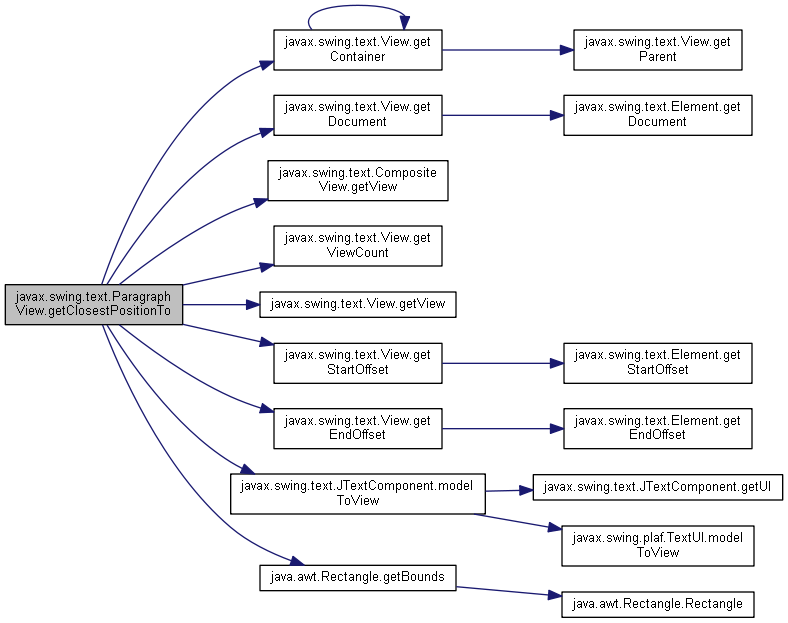 javax.swing.text.View.get
Container
javax.swing.text.View.get
Parent
javax.swing.text.View.get
Document
javax.swing.text.Element.get
Document
javax.swing.text.Composite
View.getView
javax.swing.text.View.get
ViewCount
javax.swing.text.Paragraph
View.getClosestPositionTo
javax.swing.text.View.getView
javax.swing.text.View.get
StartOffset
javax.swing.text.Element.get
StartOffset
javax.swing.text.View.get
EndOffset
javax.swing.text.Element.get
EndOffset
javax.swing.text.JTextComponent.model
ToView
javax.swing.text.JTextComponent.getUI
javax.swing.plaf.TextUI.model
ToView
java.awt.Rectangle.getBounds
java.awt.Rectangle.Rectangle